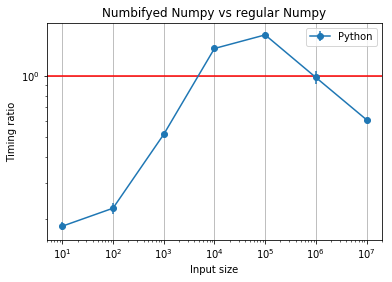 Numbifyed Numpy vs regular Numpy
Python
10⁰
Timing ratio
10¹ 10² 10³ 10⁴ 10⁵ 10⁶ 10⁷
Input size